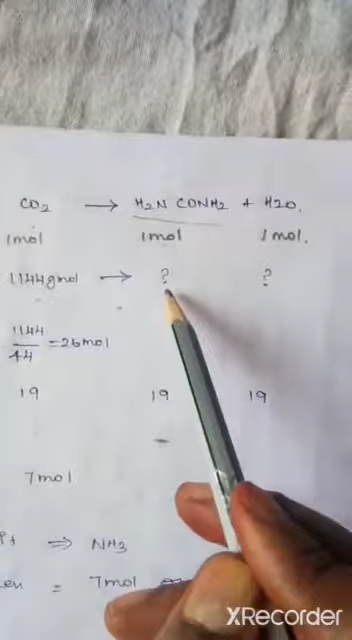 CO2 → H2N CONH2 + H2O.
1mol 1mol 1mol.
1144gmol → ? ?
1144
44 = 26mol
19 19 19
7mol
⇒ NH3
= 7mol
XRecorder